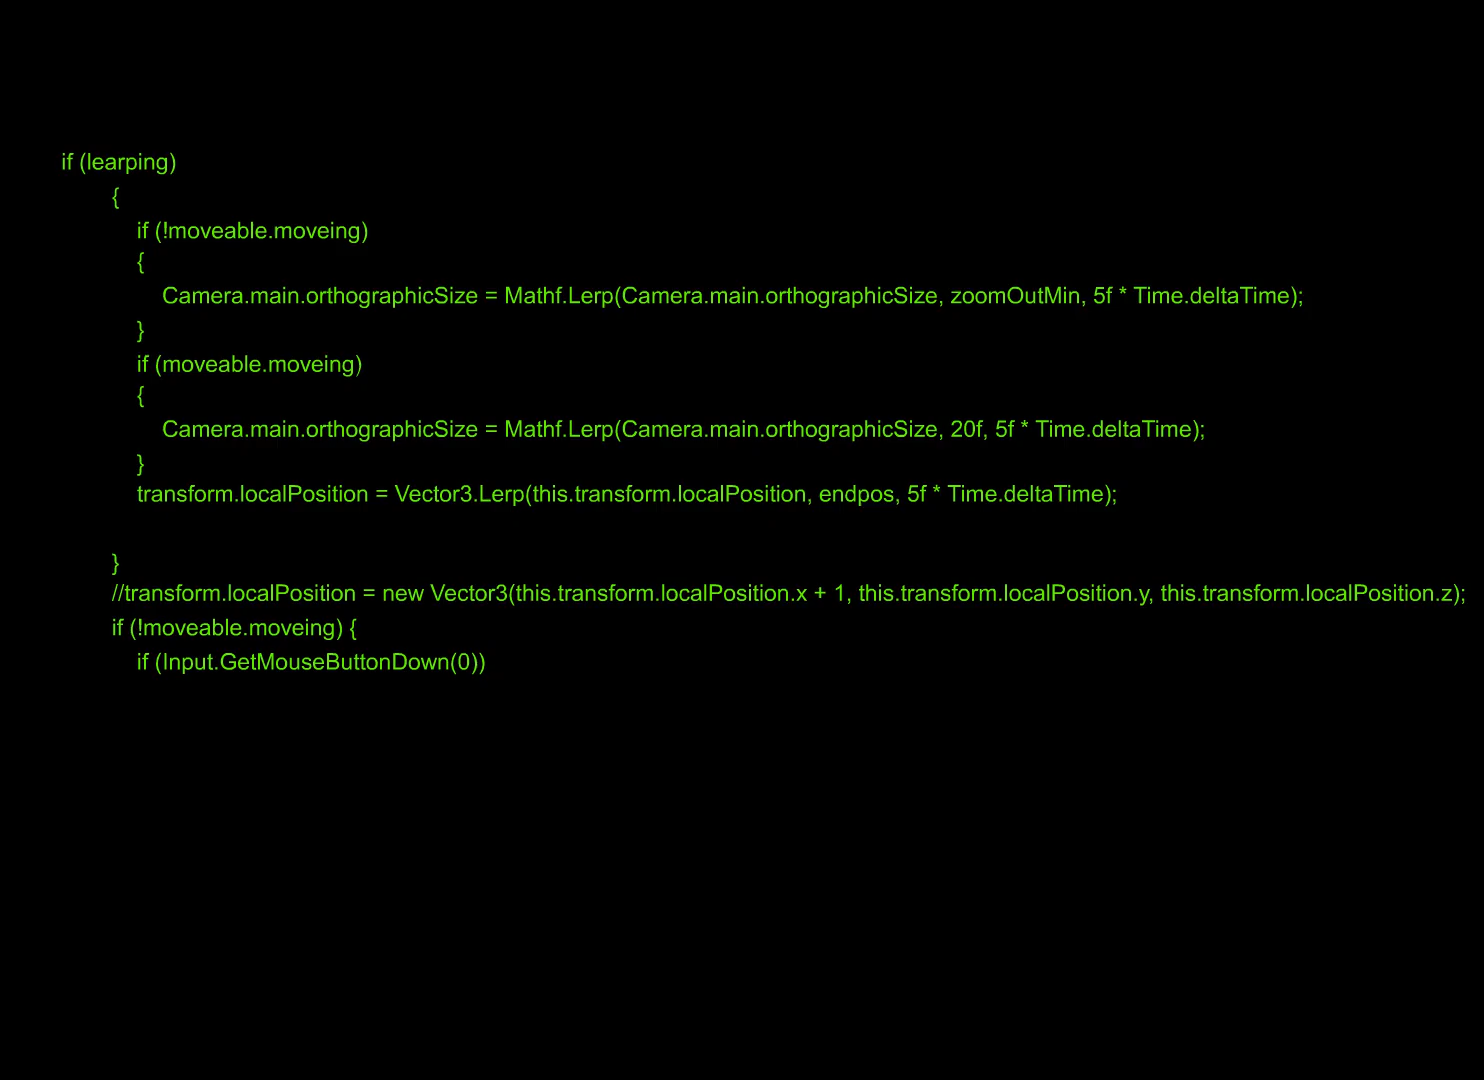 if (learping)
{
if (!moveable.moveing)
{
Camera.main.orthographicSize = Mathf.Lerp(Camera.main.orthographicSize, zoomOutMin, 5f * Time.deltaTime);
}
if (moveable.moveing)
{
Camera.main.orthographicSize = Mathf.Lerp(Camera.main.orthographicSize, 20f, 5f * Time.deltaTime);
}
transform.localPosition = Vector3.Lerp(this.transform.localPosition, endpos, 5f * Time.deltaTime);
}
//transform.localPosition = new Vector3(this.transform.localPosition.x + 1, this.transform.localPosition.y, this.transform.localPosition.z);
if (!moveable.moveing) {
if (Input.GetMouseButtonDown(0))